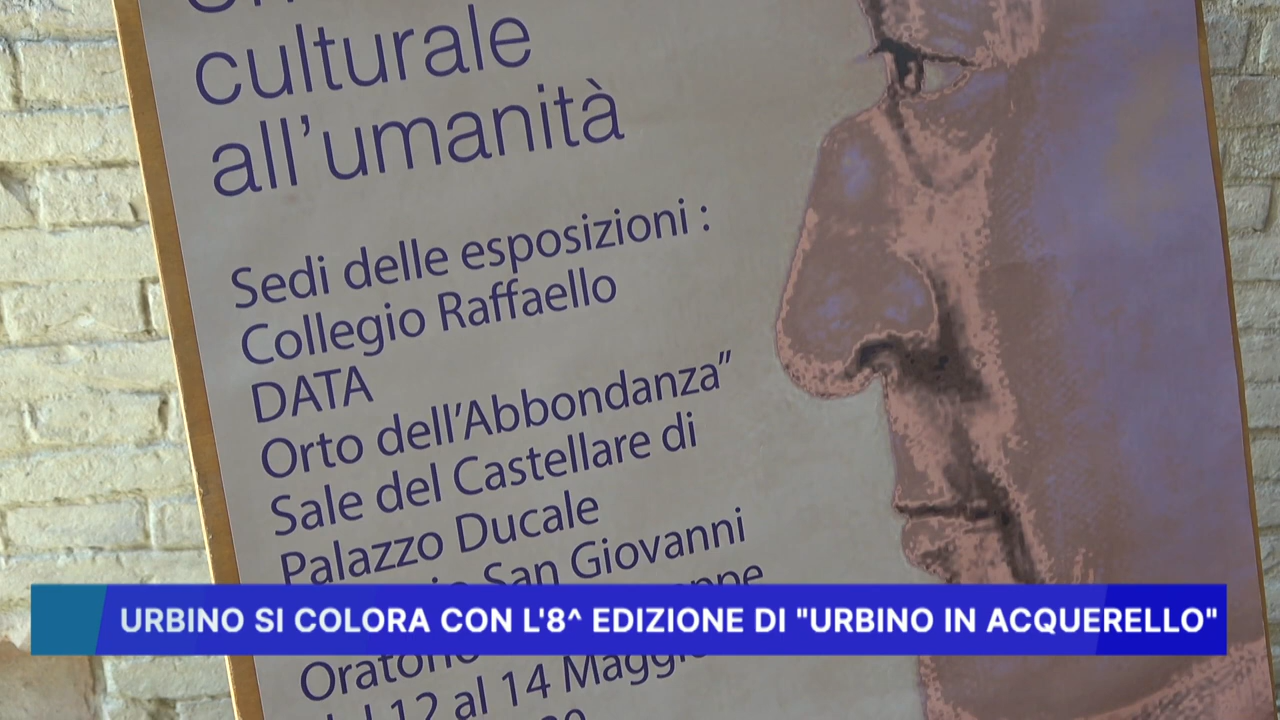 culturale
all'umanità
Sedi delle esposizioni :
Collegio Raffaello
DATA
Orto dell'Abbondanza”
Sale del Castellare di
Palazzo Ducale
San Giovanni
URBINO SI COLORA CON L'8^ EDIZIONE DI "URBINO IN ACQUERELLO"
12 al 14